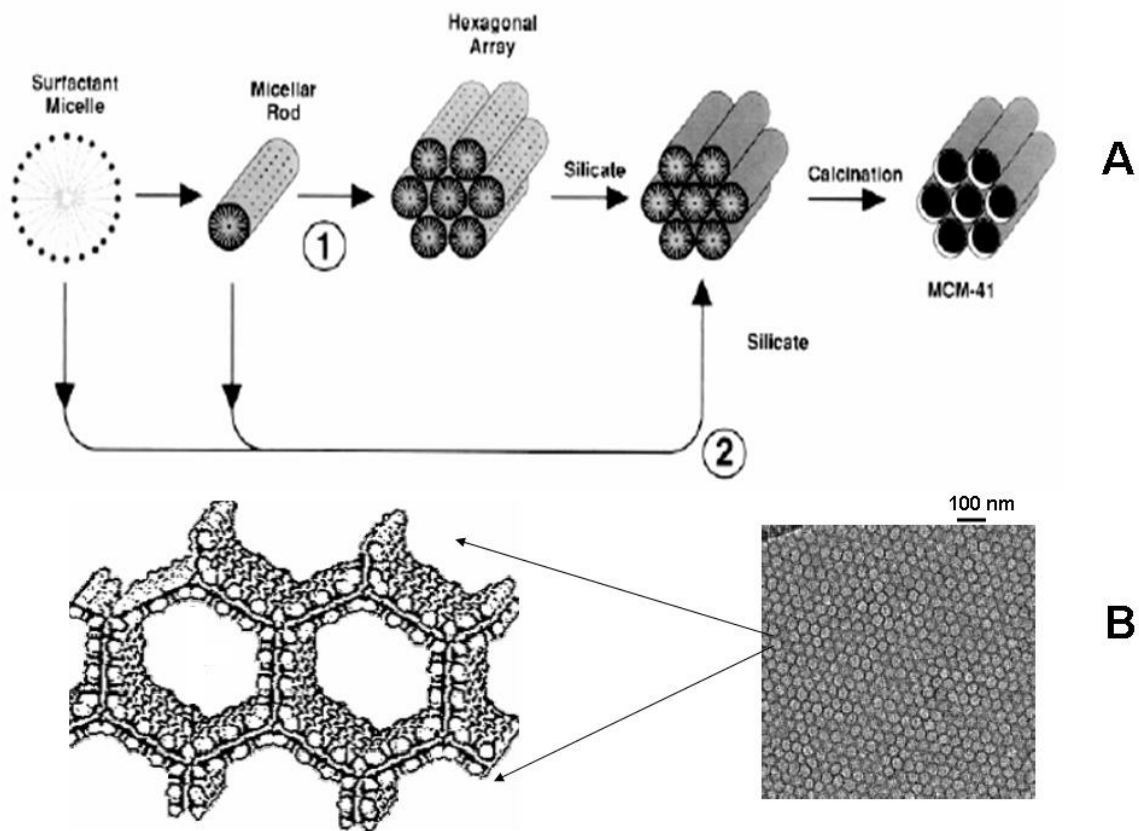 Hexagonal
Array
Surfactant
Micelle
Micellar
Rod
Silicate
Calcination
A
1
MCM-41
Silicate
2
100 nm
B